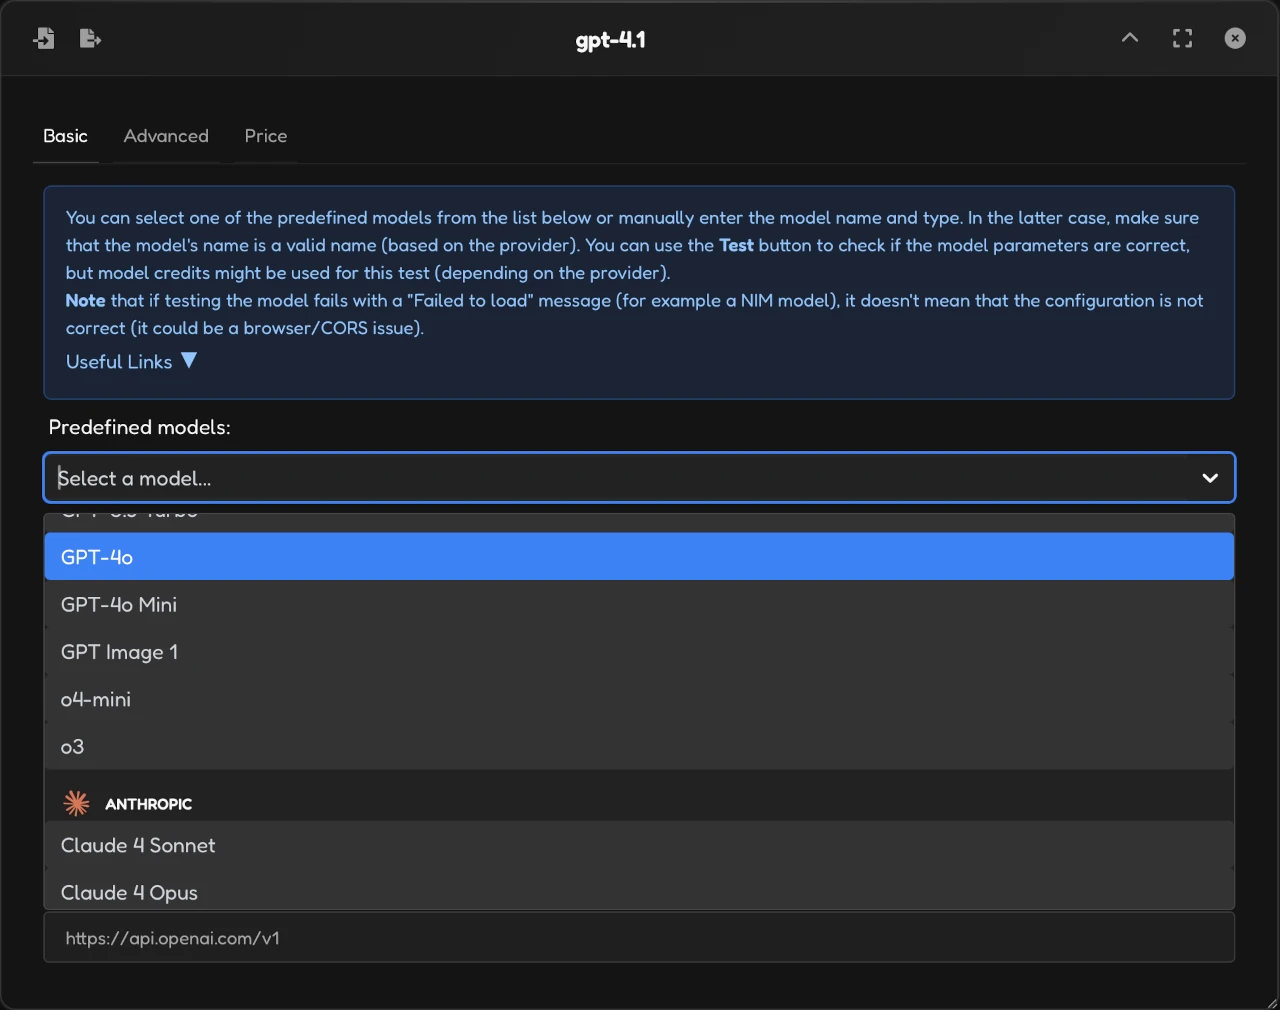 gpt-4.1
Basic
Advanced
Price
You can select one of the predefined models from the list below or manually enter the model name and type. In the latter case, make sure
that the model's name is a valid name (based on the provider). You can use the Test button to check if the model parameters are correct,
but model credits might be used for this test (depending on the provider).
Note that if testing the model fails with a "Failed to load" message (for example a NIM model), it doesn't mean that the configuration is not
correct (it could be a browser/CORS issue).
Useful Links ▼
Predefined models:
Select a model...
GPT-4o
GPT-4o Mini
GPT Image 1
o4-mini
o3
ANTHROPIC
Claude 4 Sonnet
Claude 4 Opus
https://api.openai.com/v1